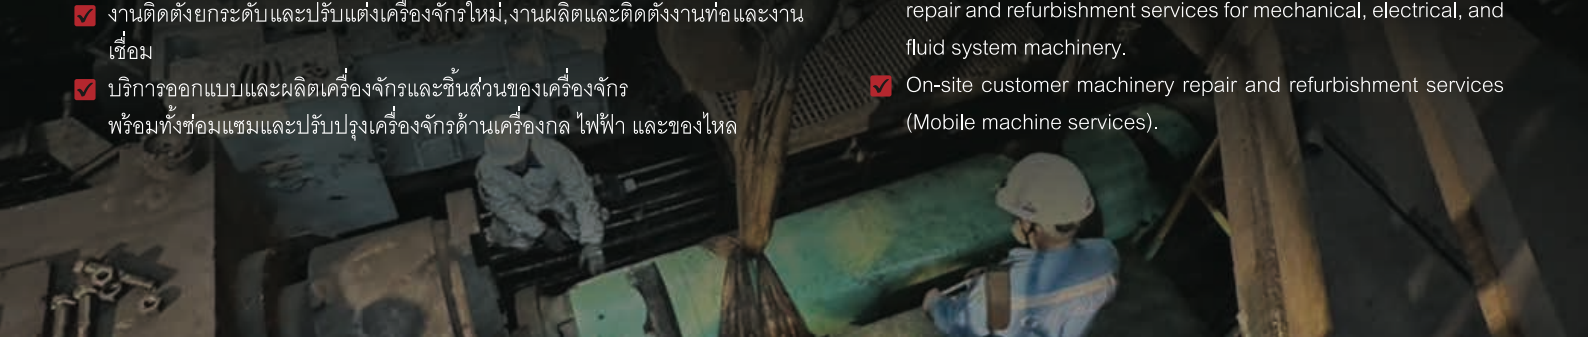 งานติดตั้งยกระดับและปรับแต่งเครื่องจักรใหม่,งานผลิตและติดตั้งงานท่อและงาน
เชื่อม
บริการออกแบบและผลิตเครื่องจักรและชิ้นส่วนของเครื่องจักร
พร้อมทั้งซ่อมแซมและปรับปรุงเครื่องจักรด้านเครื่องกล ไฟฟ้า และของไหล
repair and refurbishment services for mechanical, electrical, and
fluid system machinery.
On-site customer machinery repair and refurbishment services
(Mobile machine services).